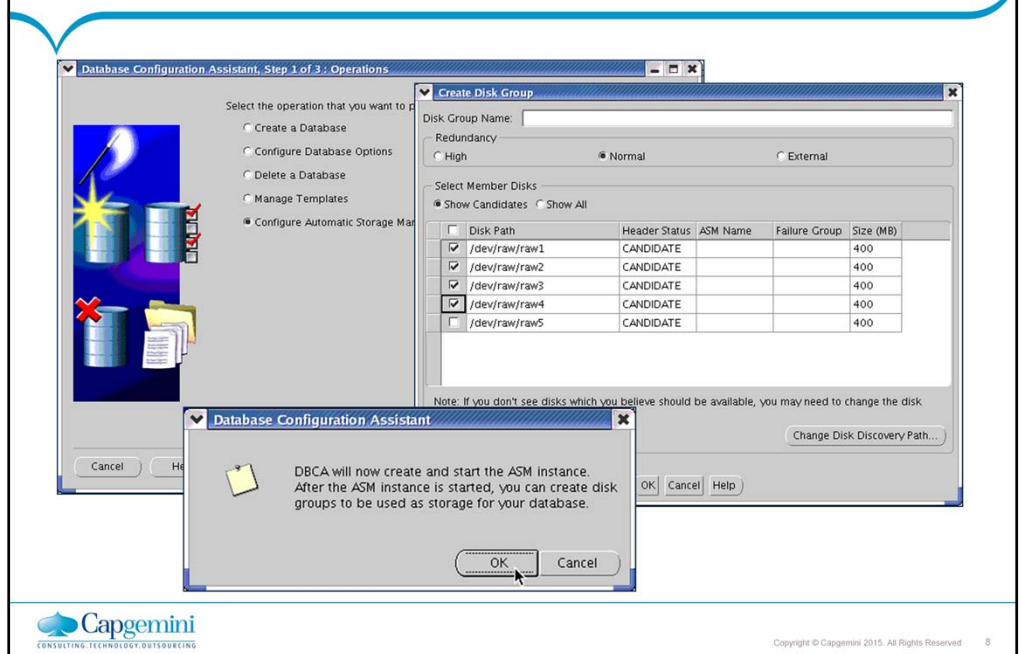 Database Configuration Assistant, Step 1 of 3 : Operations
Select the operation that you want to p
Create a Database
Configure Database Options
Delete a Database
Manage Templates
Configure Automatic Storage Mar
Cancel
He
Create Disk Group
Disk Group Name:
Redundancy
High Normal External
Select Member Disks
Show Candidates Show All
Disk Path Header Status ASM Name Failure Group Size (MB)
/dev/raw/raw1 CANDIDATE 400
/dev/raw/raw2 CANDIDATE 400
/dev/raw/raw3 CANDIDATE 400
/dev/raw/raw4 CANDIDATE 400
/dev/raw/raw5 CANDIDATE 400
Note: If you don't see disks which you believe should be available, you may need to change the disk
Change Disk Discovery Path...
OK Cancel Help
Database Configuration Assistant
DBCA will now create and start the ASM instance.
After the ASM instance is started, you can create disk
groups to be used as storage for your database.
OK Cancel
Capgemini
CONSULTING.TECHNOLOGY.OUTSOURCING
Copyright © Capgemini 2015. All Rights Reserved 8